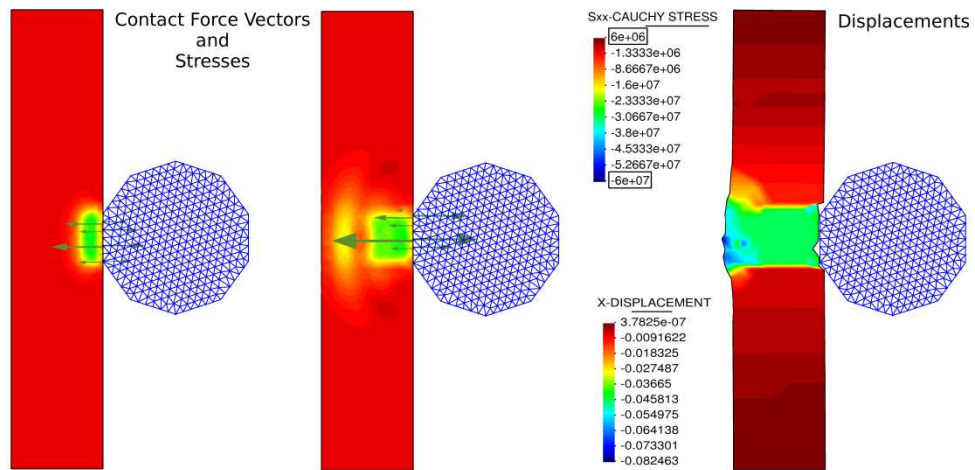 Contact Force Vectors
and
Stresses
Sxx-CAUCHY STRESS
6e+06
-1.3333e+06
-8.6667e+06
-1.6e+07
-2.3333e+07
-3.0667e+07
-3.8e+07
-4.5333e+07
-5.2667e+07
-6e+07
Displacements
X-DISPLACEMENT
3.7825e-07
-0.0091622
-0.018325
-0.027487
-0.03665
-0.045813
-0.054975
-0.064138
-0.073301
-0.082463